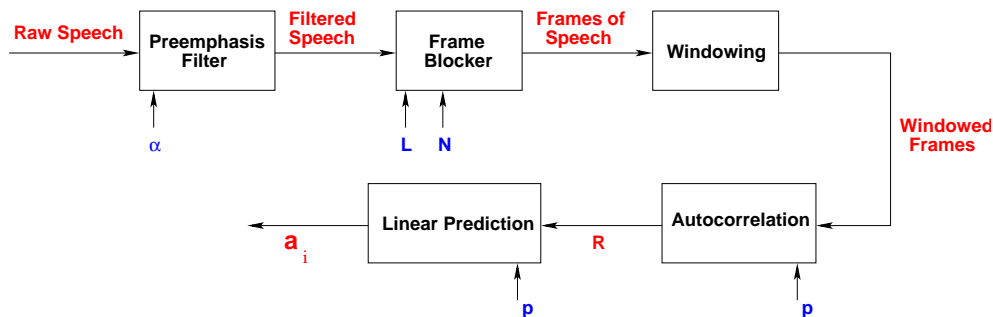 Raw Speech
Preemphasis
Filter
Filtered
Speech
Frame
Blocker
Frames of
Speech
Windowing
α
L
N
Windowed
Frames
Linear Prediction
Autocorrelation
a i
R
p
p